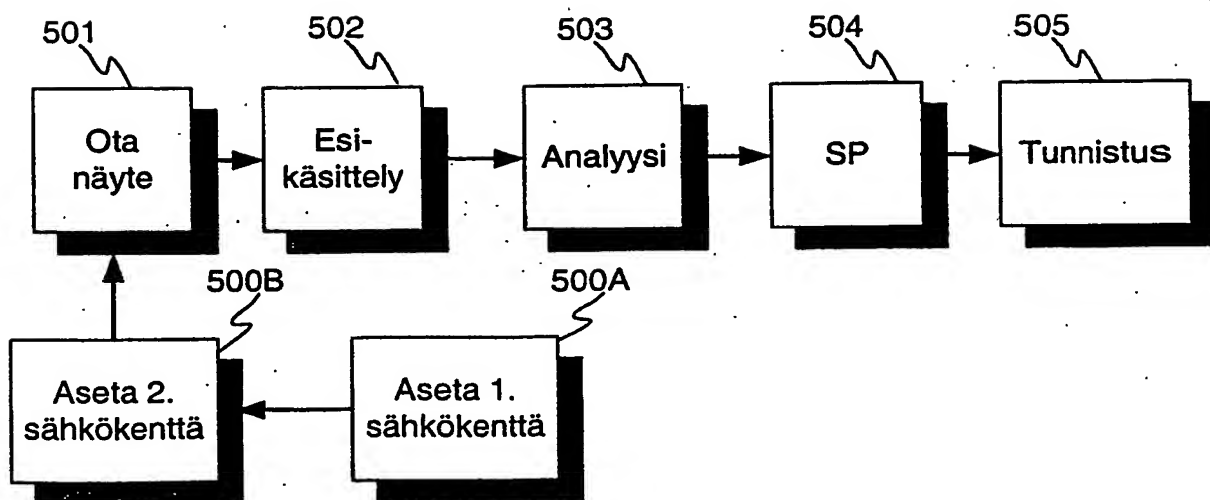 501
502
503
504
505
Ota
näyte
Esi-
käsittely
Analyysi
SP
Tunnistus
500B
500A
Aseta 2.
sähkökenttä
Aseta 1.
sähkökenttä